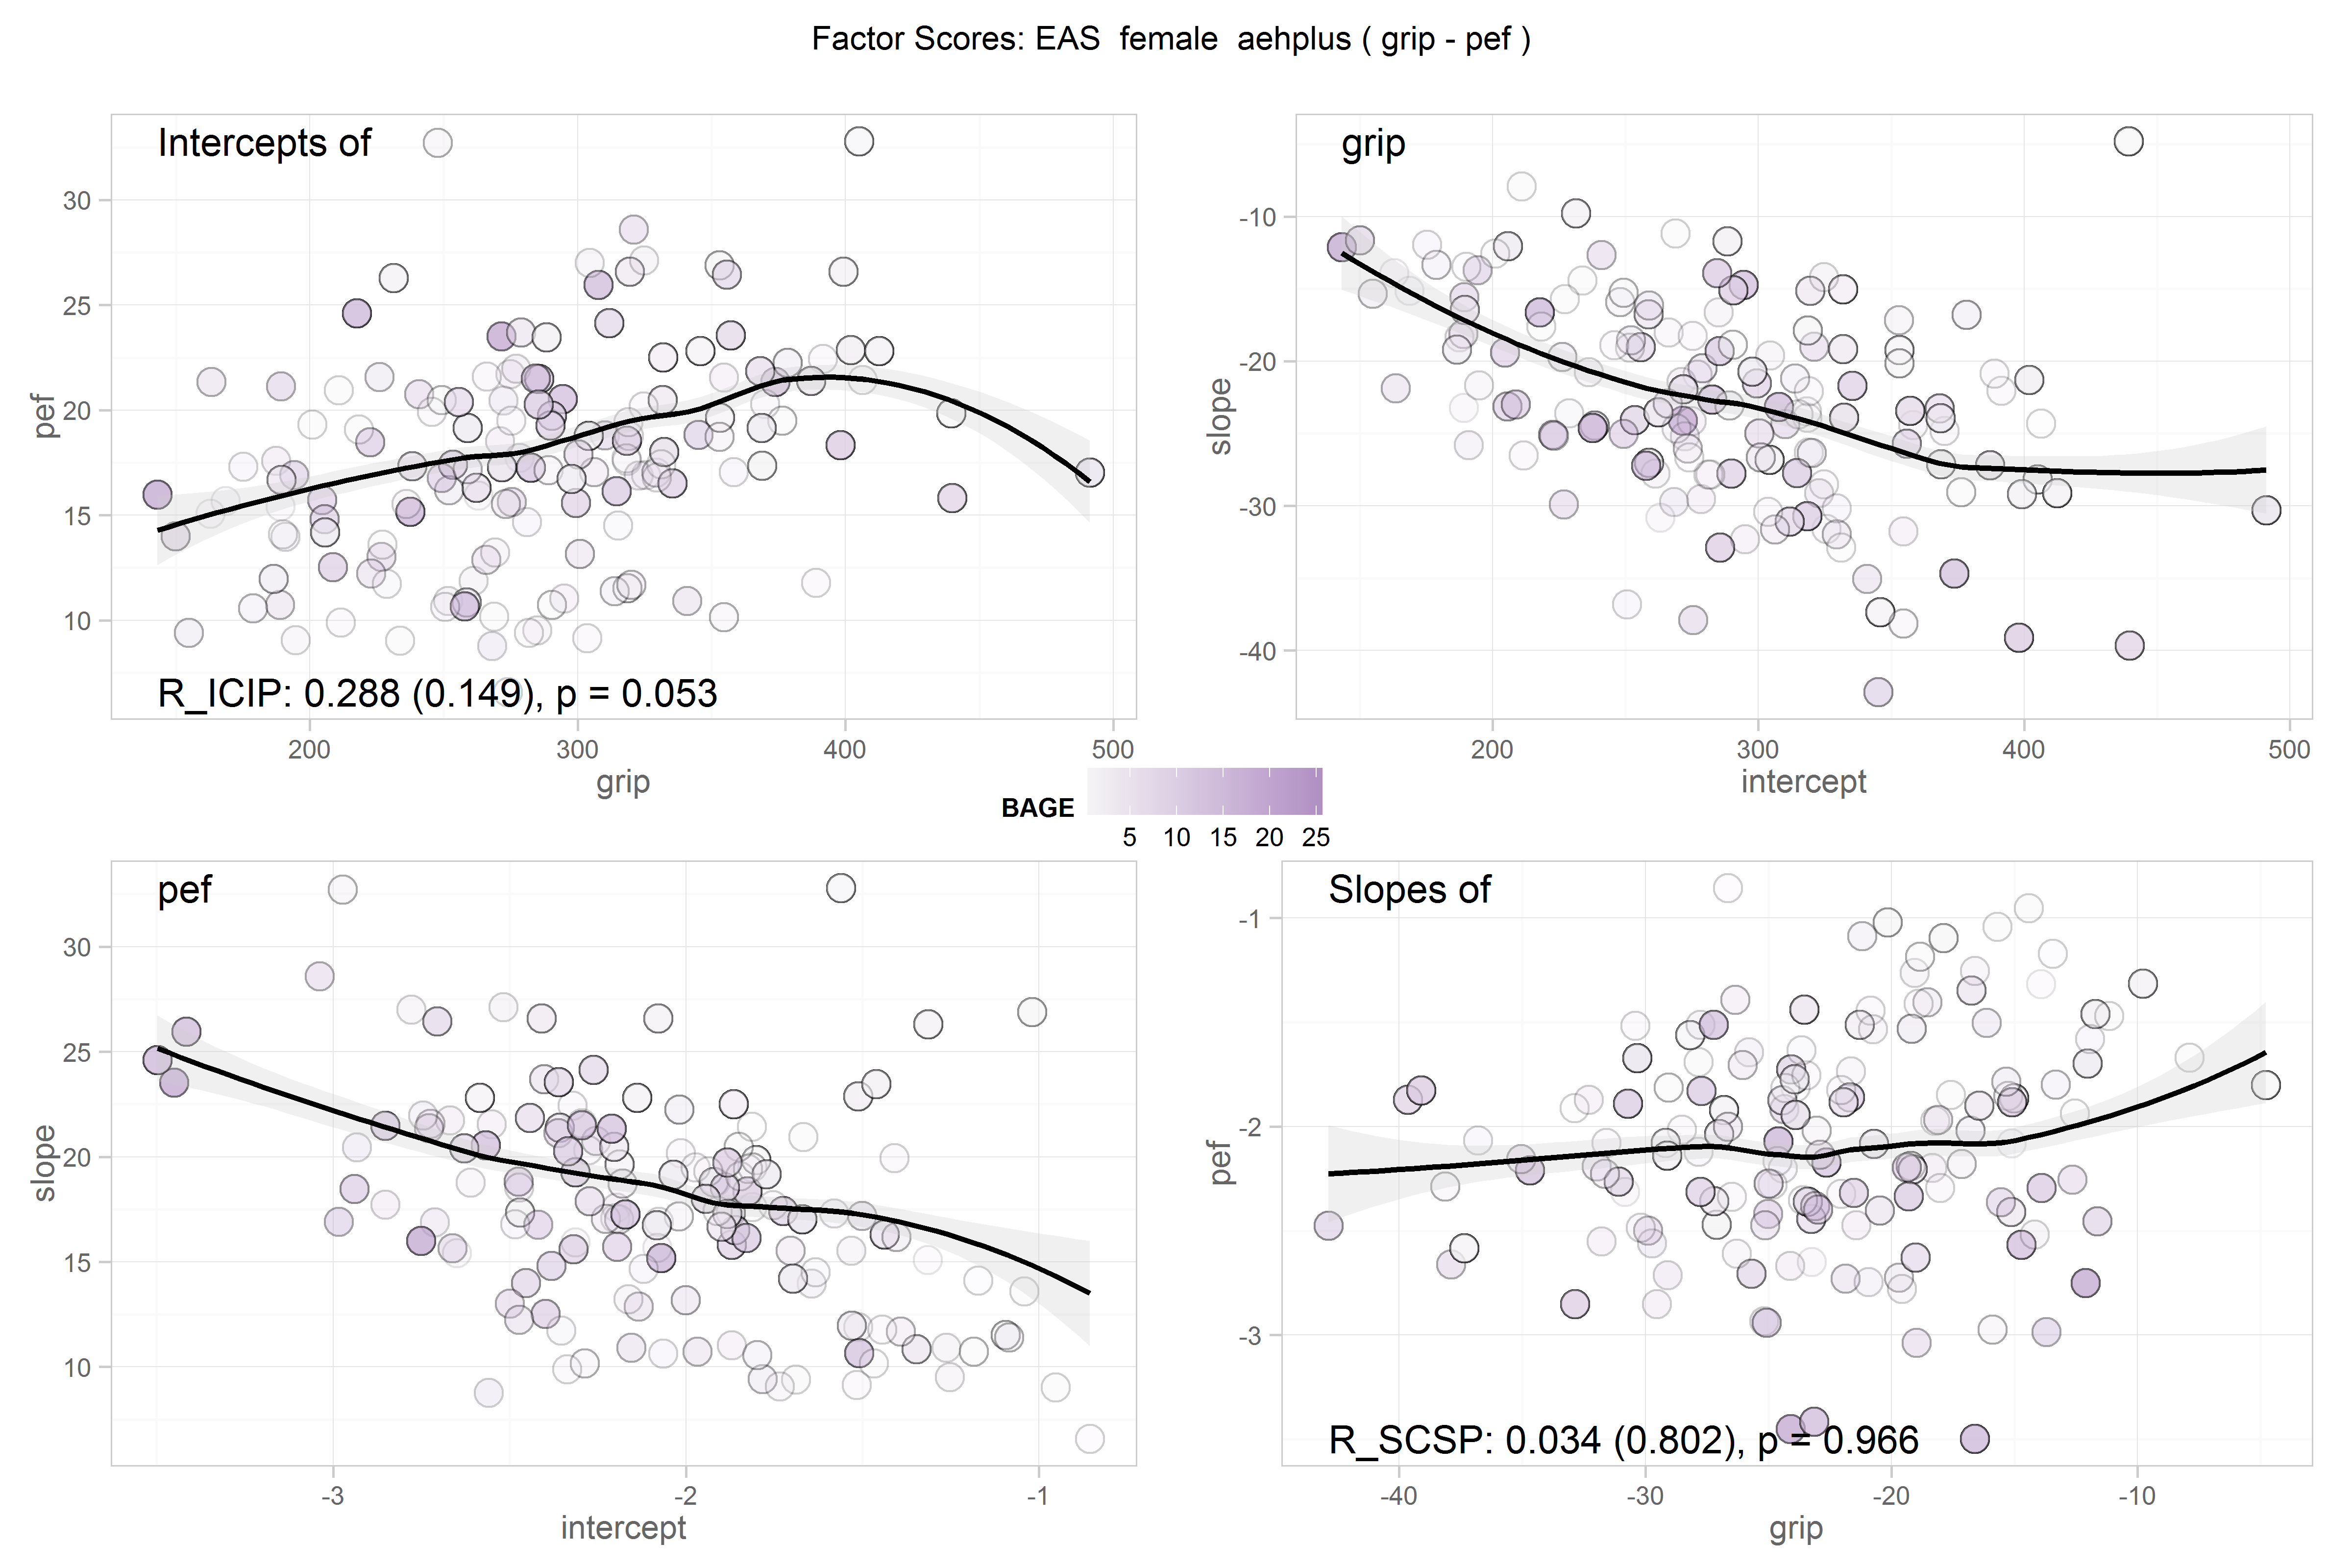 Factor Scores: EAS  female  aehplus ( grip - pef )
Intercepts of
pef
30
25
20
15
10
R_ICIP: 0.288 (0.149), p = 0.053
200 300 400 500
grip
grip
slope
-10
-20
-30
-40
200 300 400 500
intercept
BAGE
5 10 15 20 25
pef
slope
30
25
20
15
10
-3 -2 -1
intercept
Slopes of
pef
-1
-2
-3
R_SCSP: 0.034 (0.802), p = 0.966
-40 -30 -20 -10
grip